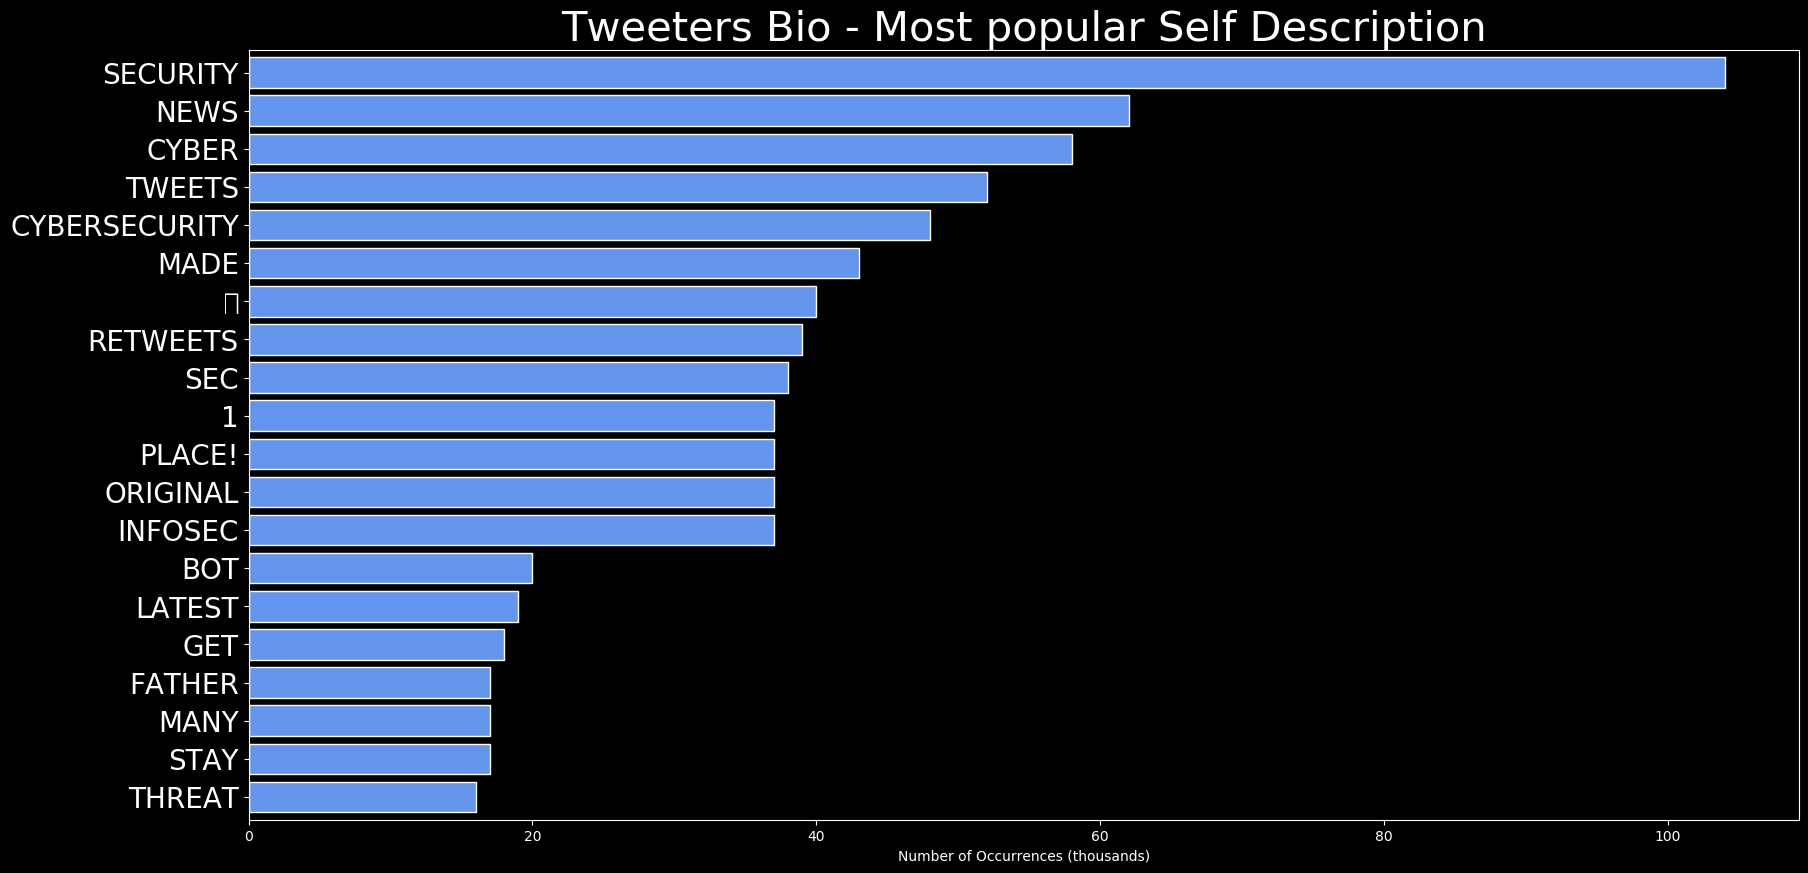 Tweeters Bio - Most popular Self Description
SECURITY
NEWS
CYBER
TWEETS
CYBERSECURITY
MADE
RETWEETS
SEC
1
PLACE!
ORIGINAL
INFOSEC
BOT
LATEST
GET
FATHER
MANY
STAY
THREAT
0 20 40 60 80 100
Number of Occurrences (thousands)